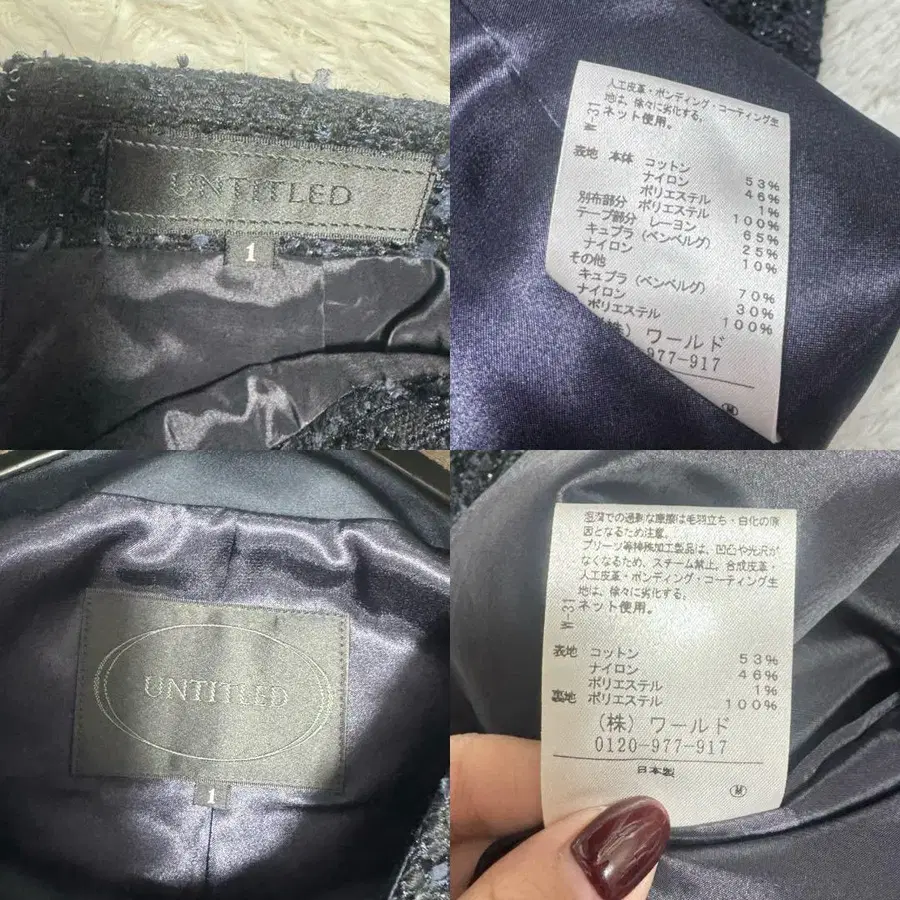 UNTITLED
1
人工皮革・ボンディング・コーティング生
地は、徐々に劣化する。
ネット使用。
W-31
表地 本体 コットン 53%
ナイロン 46%
ポリエステル 1%
別布部分 ポリエステル 100%
テープ部分 レーヨン 65%
キュプラ(ベンベルグ) 25%
ナイロン 10%
その他
キュプラ(ベンベルグ) 70%
ナイロン 30%
ポリエステル 100%
(株) ワールド
977-917
UNTITLED
1
湿潤での過剰な摩擦は毛羽立ち・白化の原
因となるため注意。
プリーツ等特殊加工製品は、凹凸や光沢が
なくなるため、スチーム禁止。合成皮革・
人工皮革・ボンディング・コーティング生
地は、徐々に劣化する。
ネット使用。
W-31
表地 コットン 53%
ナイロン 46%
ポリエステル 1%
裏地 ポリエステル 100%
(株) ワールド
0120-977-917
日本製